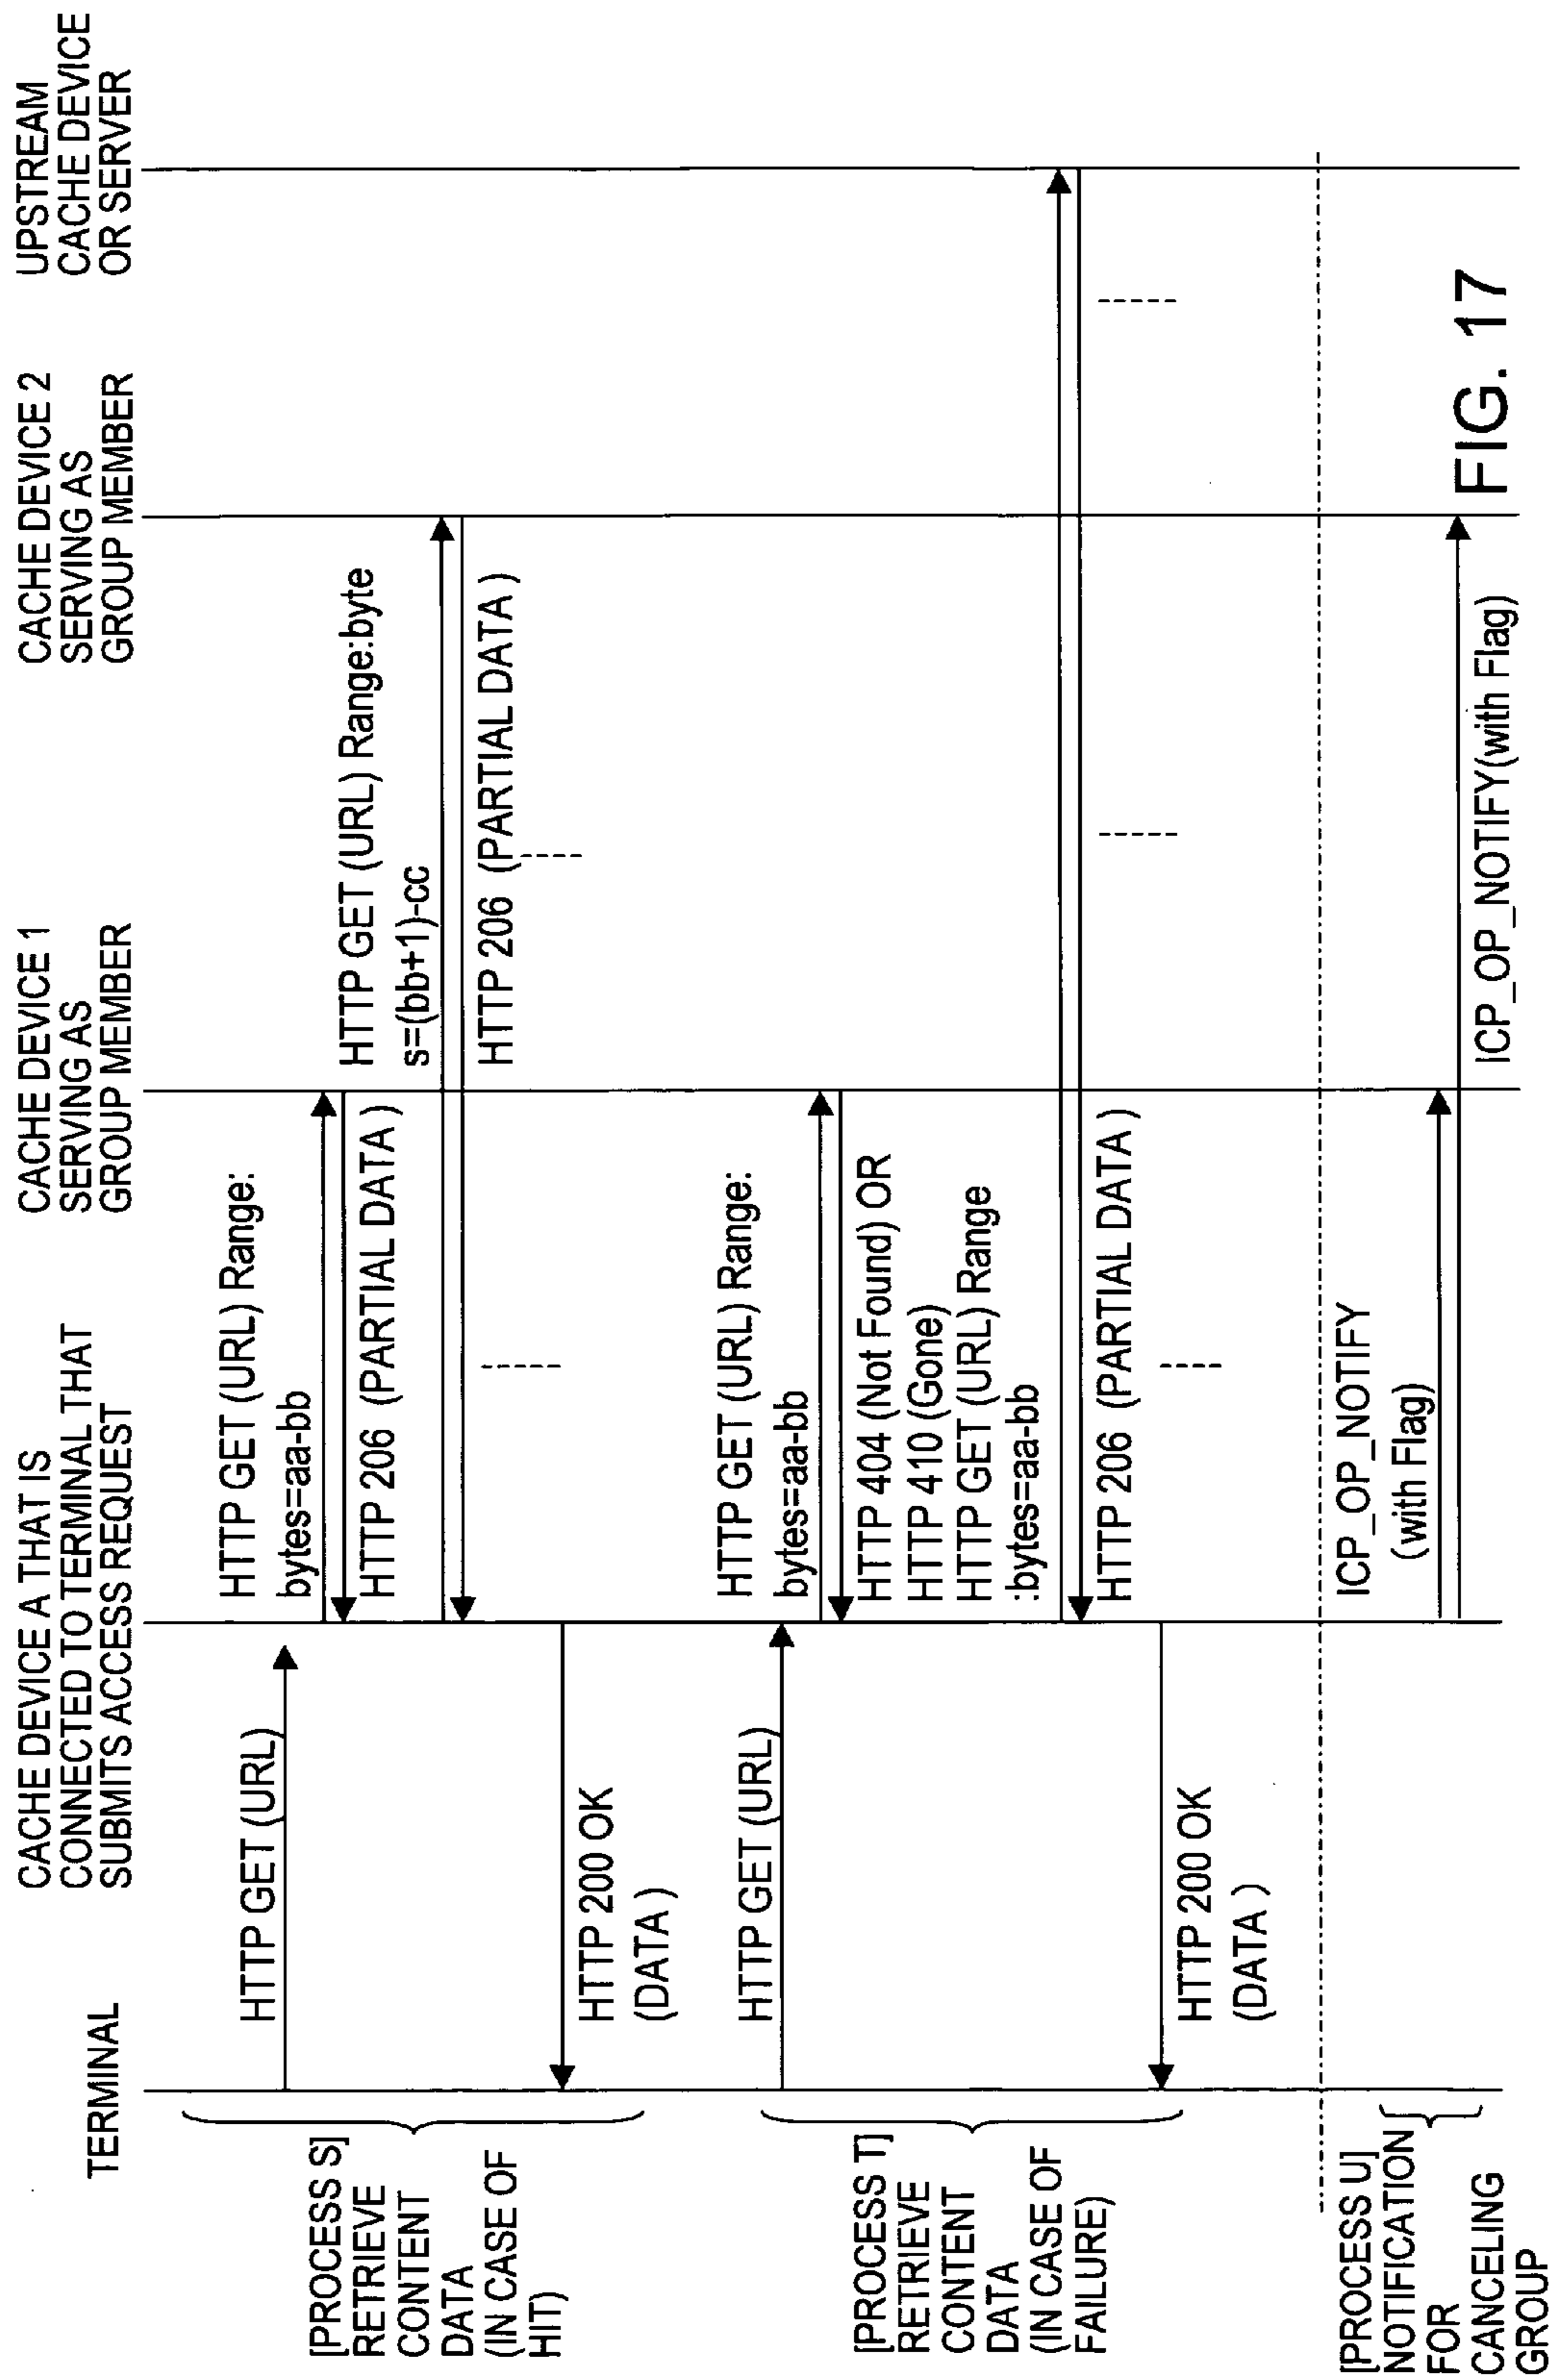 TERMINAL
CACHE DEVICE A THAT IS
CONNECTED TO TERMINAL THAT
SUBMITS ACCESS REQUEST
CACHE DEVICE 1
SERVING AS
GROUP MEMBER
CACHE DEVICE 2
SERVING AS
GROUP MEMBER
UPSTREAM
CACHE DEVICE
OR SERVER
[PROCESS S]
RETRIEVE
CONTENT
DATA
(IN CASE OF
HIT)
HTTP GET (URL)
HTTP GET (URL) Range:
bytes=aa-bb
HTTP 206 (PARTIAL DATA )
HTTP GET (URL) Range:byte
s=(bb+1)-cc
HTTP 206 (PARTIAL DATA )
HTTP 200 OK
(DATA )
[PROCESS T]
RETRIEVE
CONTENT
DATA
(IN CASE OF
FAILURE)
HTTP GET (URL)
HTTP GET (URL) Range:
bytes=aa-bb
HTTP 404 (Not Found) OR
HTTP 410 (Gone)
HTTP GET (URL) Range
:bytes=aa-bb
HTTP 206 (PARTIAL DATA )
HTTP 200 OK
(DATA )
[PROCESS U]
NOTIFICATION
FOR
CANCELING
GROUP
ICP_OP_NOTIFY
(with Flag)
ICP_OP_NOTIFY(with Flag)
FIG. 17